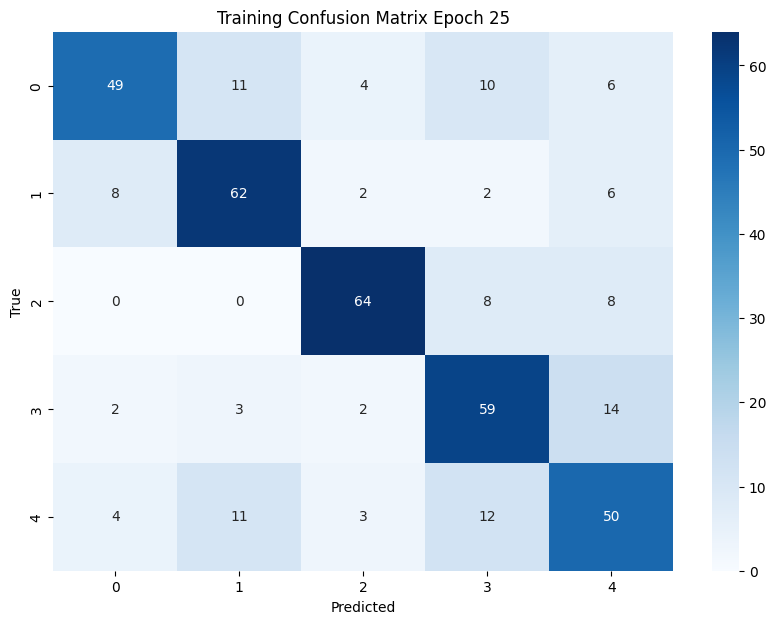 Training Confusion Matrix Epoch 25
0 49 11 4 10 6
1 8 62 2 2 6
2 0 0 64 8 8
3 2 3 2 59 14
4 4 11 3 12 50
0 1 2 3 4
Predicted
True
60
50
40
30
20
10
0